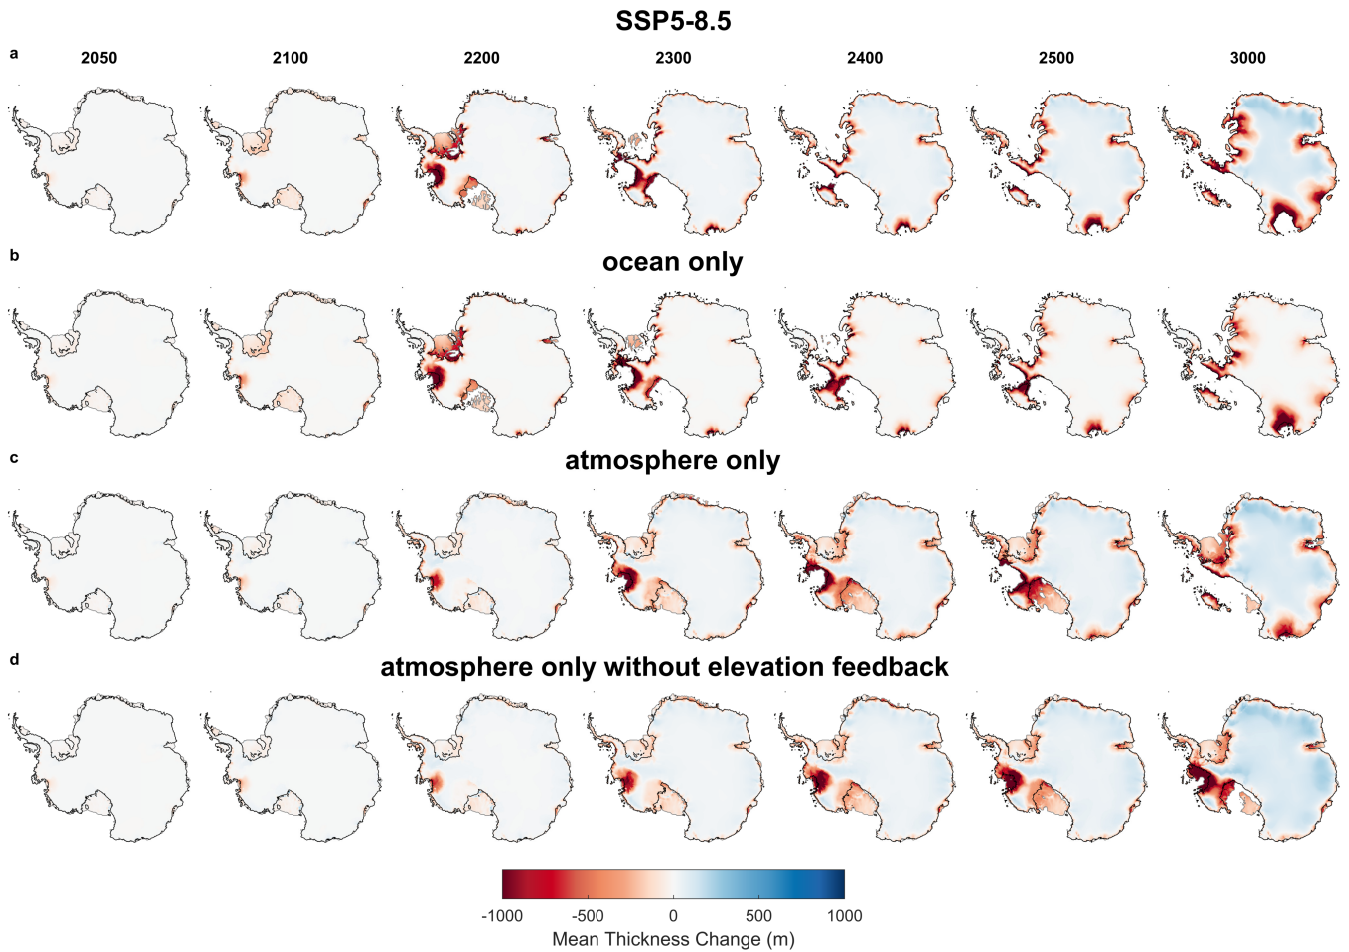 SSP5-8.5
a
2050 2100 2200 2300 2400 2500 3000
b
ocean only
c
atmosphere only
d
atmosphere only without elevation feedback
-1000 -500 0 500 1000
Mean Thickness Change (m)